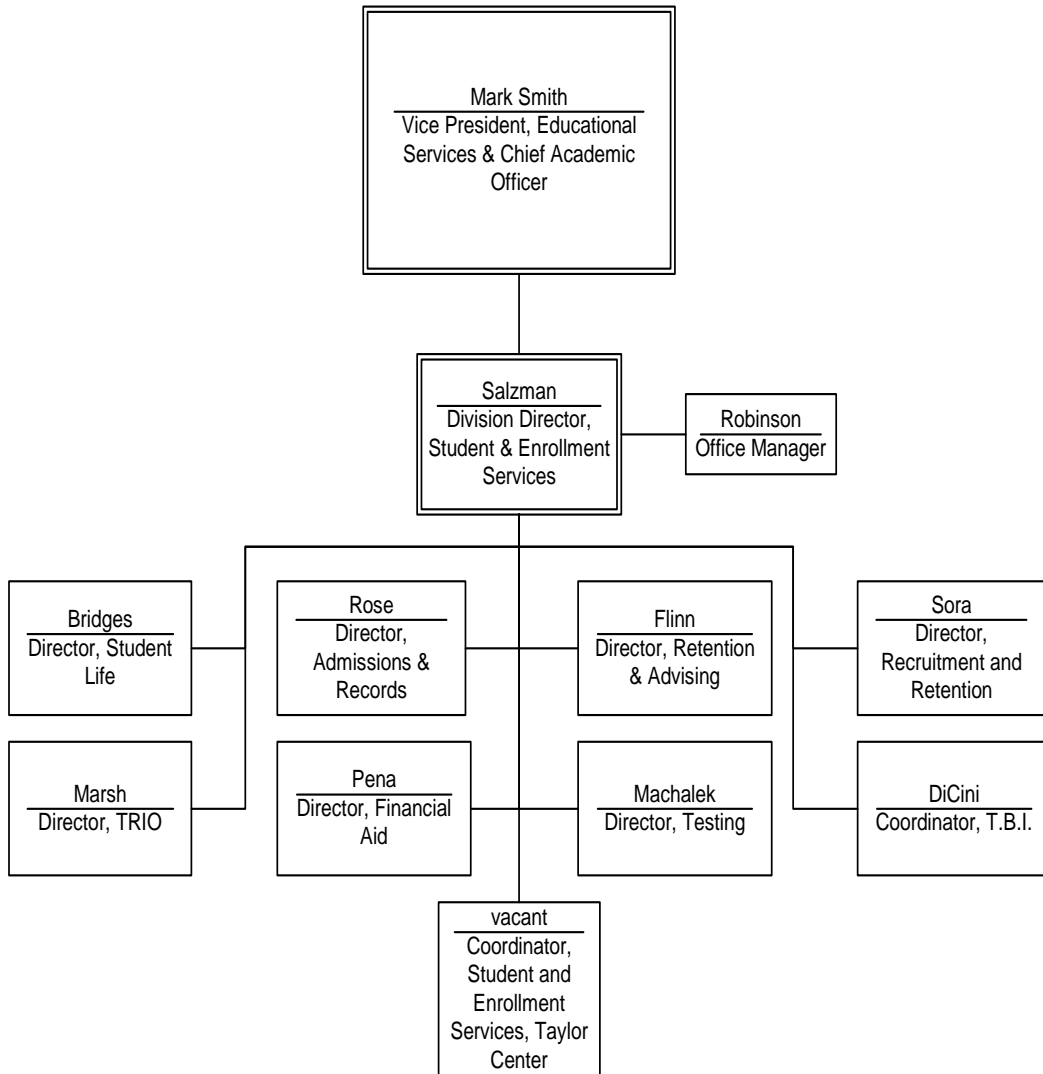 Mark Smith
Vice President, Educational
Services & Chief Academic
Officer
Salzman
Division Director,
Student & Enrollment
Services
Robinson
Office Manager
Bridges
Director, Student
Life
Rose
Director,
Admissions &
Records
Flinn
Director, Retention
& Advising
Sora
Director,
Recruitment and
Retention
Marsh
Director, TRIO
Pena
Director, Financial
Aid
Machalek
Director, Testing
DiCini
Coordinator, T.B.I.
vacant
Coordinator,
Student and
Enrollment
Services, Taylor
Center